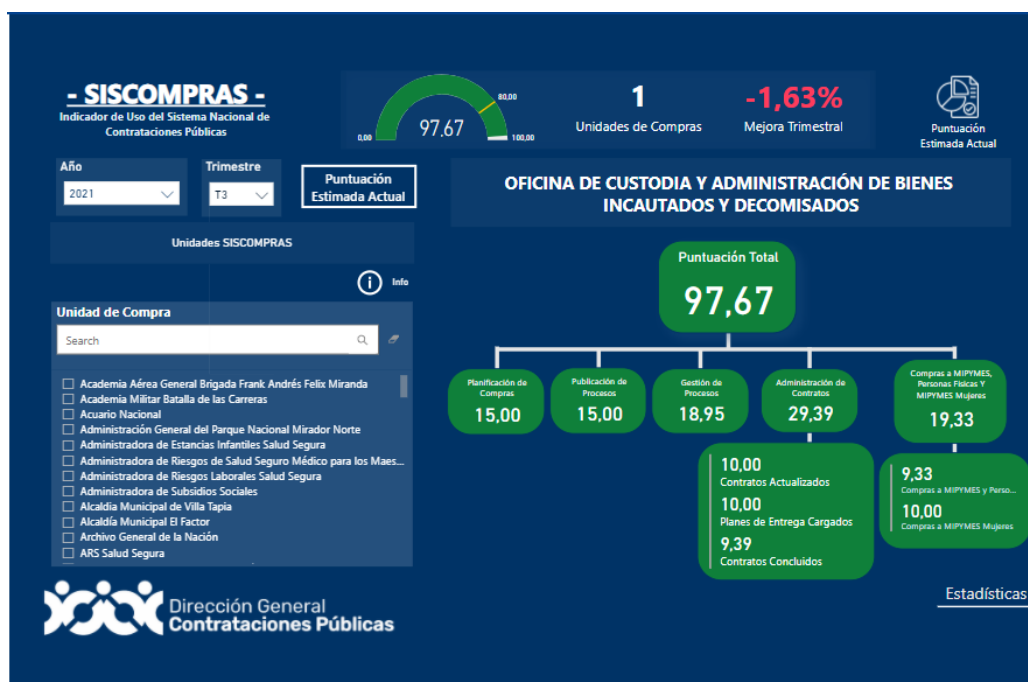 - SISCOMPRAS -
Indicador de Uso del Sistema Nacional de
Contrataciones Públicas
0,00
97,67
80,00
100,00
1
Unidades de Compras
-1,63%
Mejora Trimestral
Puntuación
Estimada Actual
Año
2021
Trimestre
T3
Puntuación
Estimada Actual
OFICINA DE CUSTODIA Y ADMINISTRACIÓN DE BIENES
INCAUTADOS Y DECOMISADOS
Unidades SISCOMPRAS
i Info
Unidad de Compra
Search
Academia Aérea General Brigada Frank Andrés Felix Miranda
Academia Militar Batalla de las Carreras
Acuario Nacional
Administración General del Parque Nacional Mirador Norte
Administradora de Estancias Infantiles Salud Segura
Administradora de Riesgos de Salud Seguro Médico para los Maes...
Administradora de Riesgos Laborales Salud Segura
Administradora de Subsidios Sociales
Alcaldia Municipal de Villa Tapia
Alcaldía Municipal El Factor
Archivo General de la Nación
ARS Salud Segura
Puntuación Total
97,67
Planificación de
Compras
15,00
Publicación de
Procesos
15,00
Gestión de
Procesos
18,95
Administración de
Contratos
29,39
Compras a MIPYMES,
Personas Físicas Y
MIPYMES Mujeres
19,33
10,00
Contratos Actualizados
10,00
Planes de Entrega Cargados
9,39
Contratos Concluidos
9,33
Compras a MIPYMES y Perso...
10,00
Compras a MIPYMES Mujeres
Dirección General
Contrataciones Públicas
Estadísticas